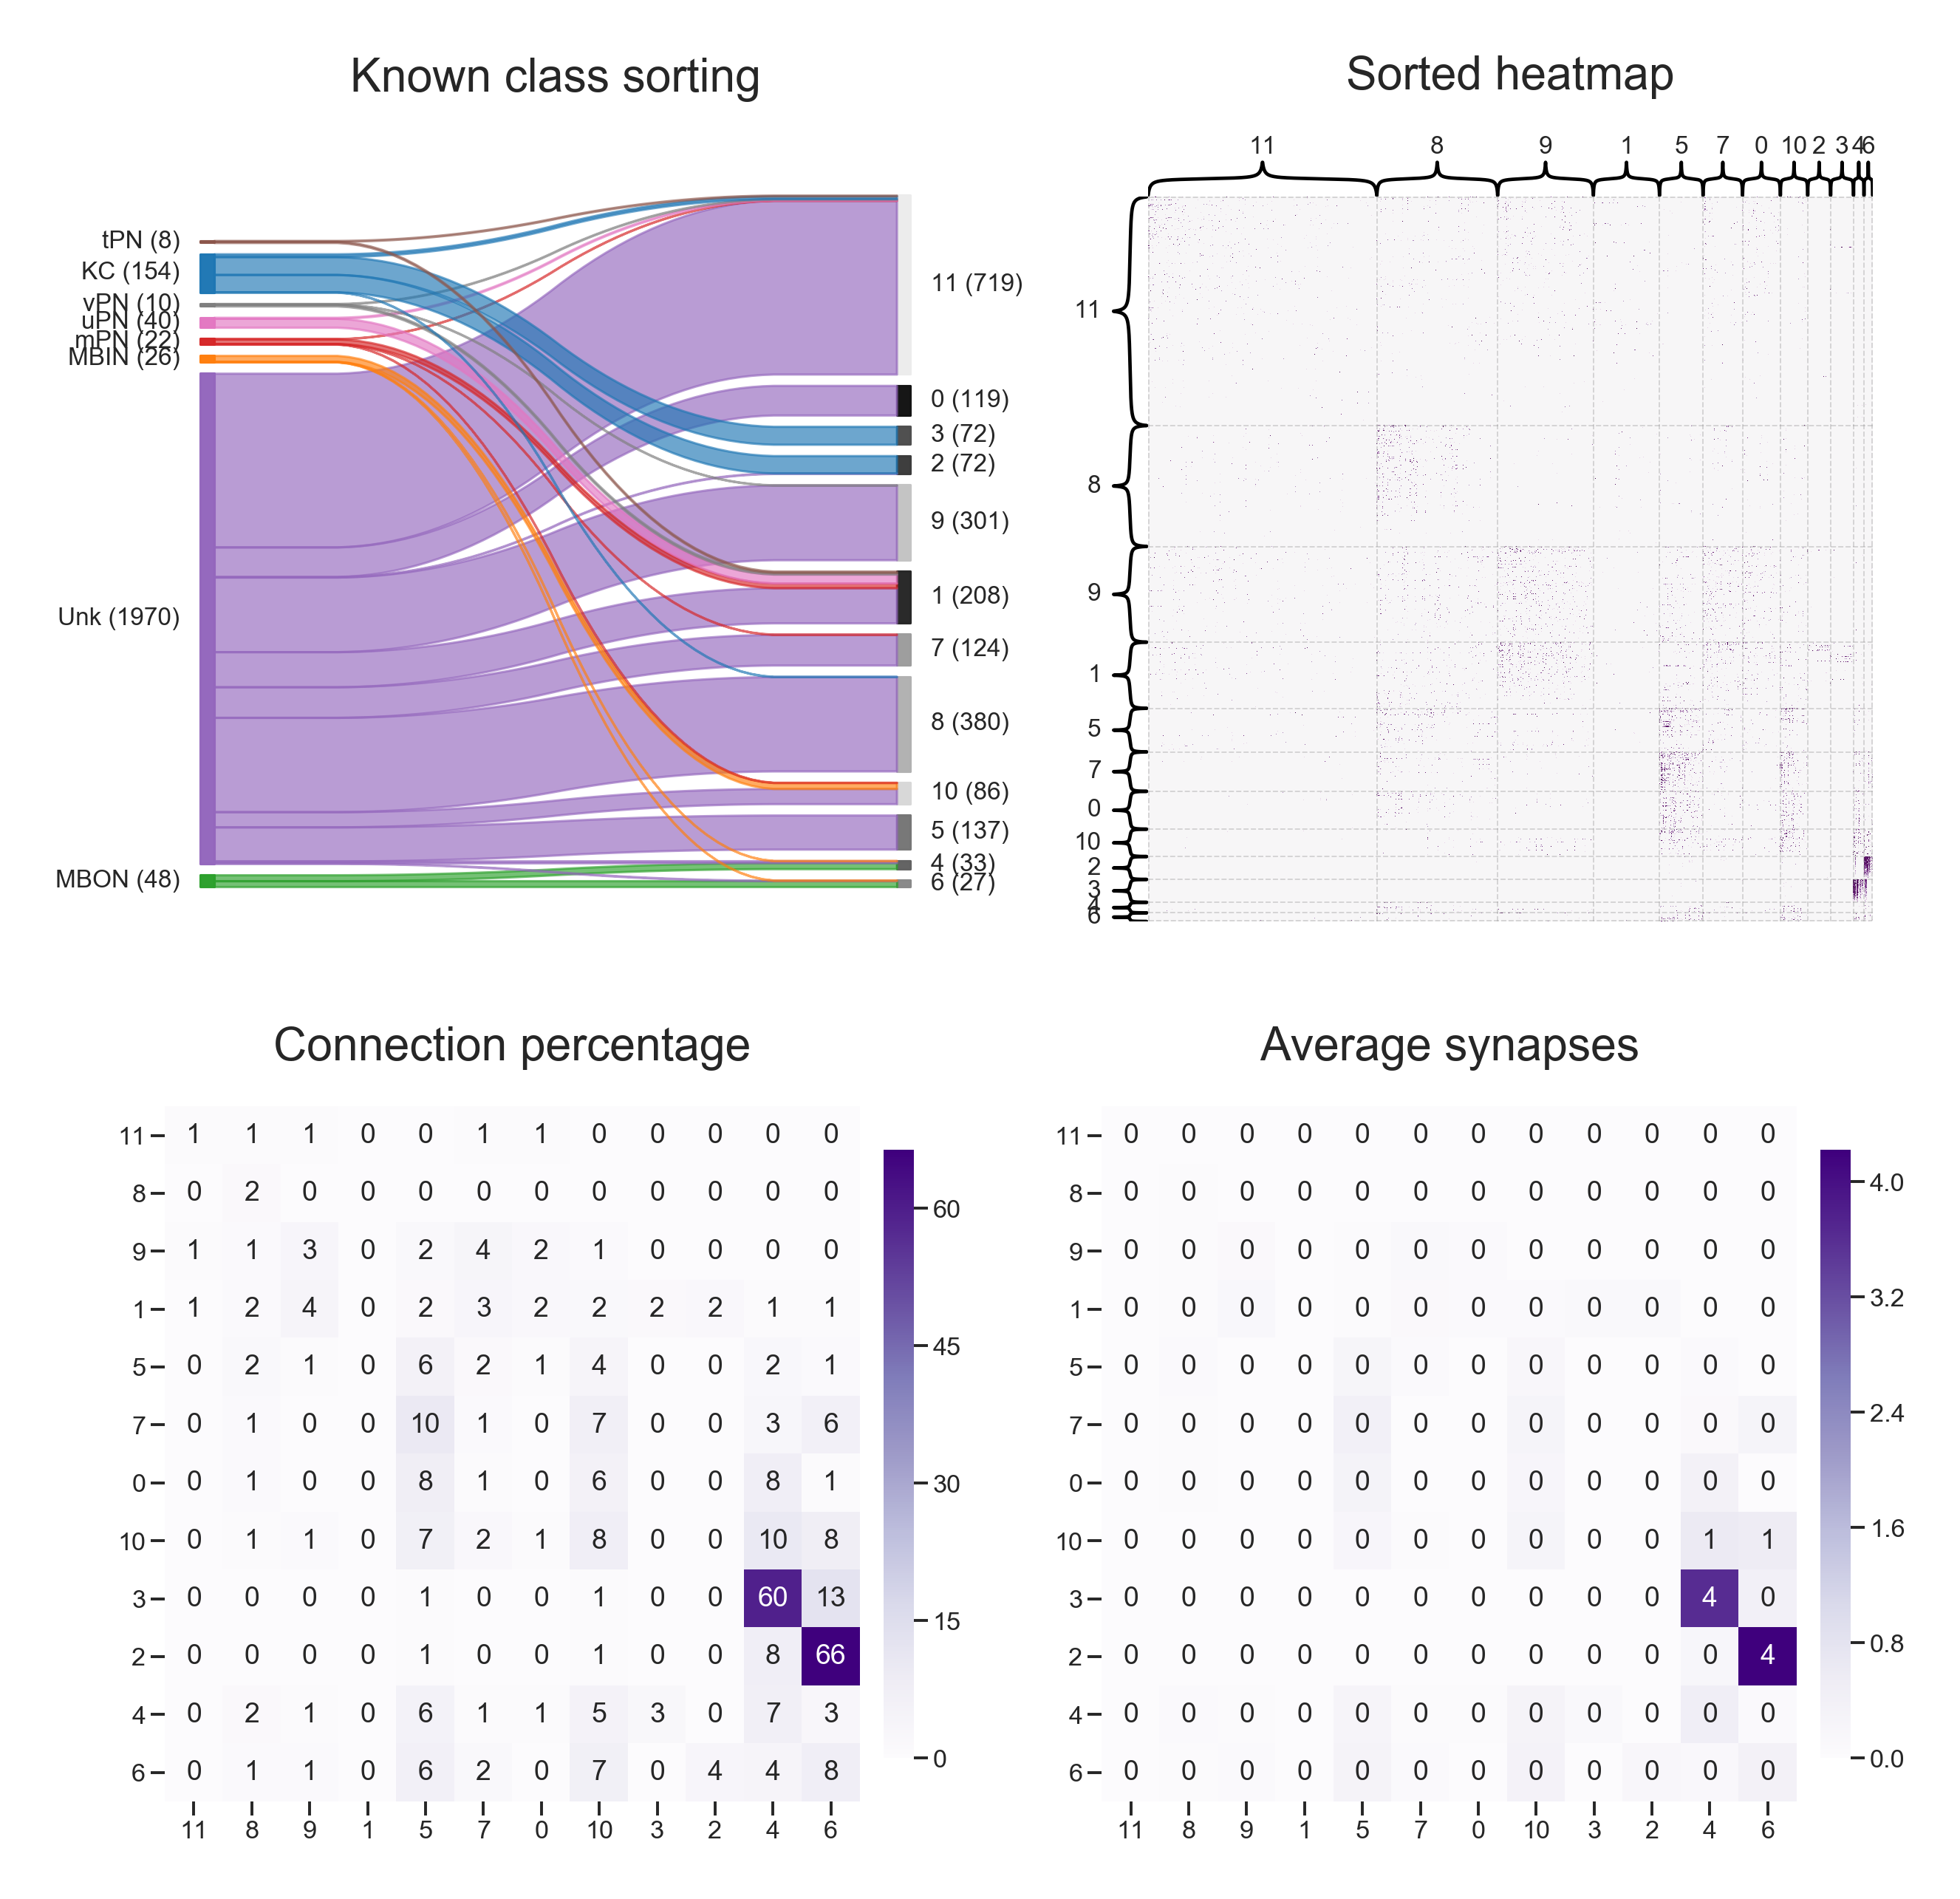 Known class sorting
tPN (8)
KC (154)
vPN (10)
uPN (40)
mPN (22)
MBIN (26)
Unk (1970)
MBON (48)
11 (719)
0 (119)
3 (72)
2 (72)
9 (301)
1 (208)
7 (124)
8 (380)
10 (86)
5 (137)
4 (33)
6 (27)
Sorted heatmap
11 8 9 1 5 7 0 10 2 3 4 6
11
8
9
1
5
7
0
10
2
3
4
6
Connection percentage
11 1 1 1 0 0 1 1 0 0 0 0 0
8 0 2 0 0 0 0 0 0 0 0 0 0
9 1 1 3 0 2 4 2 1 0 0 0 0
1 1 2 4 0 2 3 2 2 2 2 1 1
5 0 2 1 0 6 2 1 4 0 0 2 1
7 0 1 0 0 10 1 0 7 0 0 3 6
0 0 1 0 0 8 1 0 6 0 0 8 1
10 0 1 1 0 7 2 1 8 0 0 10 8
3 0 0 0 0 1 0 0 1 0 0 60 13
2 0 0 0 0 1 0 0 1 0 0 8 66
4 0 2 1 0 6 1 1 5 3 0 7 3
6 0 1 1 0 6 2 0 7 0 4 4 8
11 8 9 1 5 7 0 10 3 2 4 6
60
45
30
15
0
Average synapses
11 0 0 0 0 0 0 0 0 0 0 0 0
8 0 0 0 0 0 0 0 0 0 0 0 0
9 0 0 0 0 0 0 0 0 0 0 0 0
1 0 0 0 0 0 0 0 0 0 0 0 0
5 0 0 0 0 0 0 0 0 0 0 0 0
7 0 0 0 0 0 0 0 0 0 0 0 0
0 0 0 0 0 0 0 0 0 0 0 0 0
10 0 0 0 0 0 0 0 0 0 0 1 1
3 0 0 0 0 0 0 0 0 0 0 4 0
2 0 0 0 0 0 0 0 0 0 0 0 4
4 0 0 0 0 0 0 0 0 0 0 0 0
6 0 0 0 0 0 0 0 0 0 0 0 0
11 8 9 1 5 7 0 10 3 2 4 6
4.0
3.2
2.4
1.6
0.8
0.0